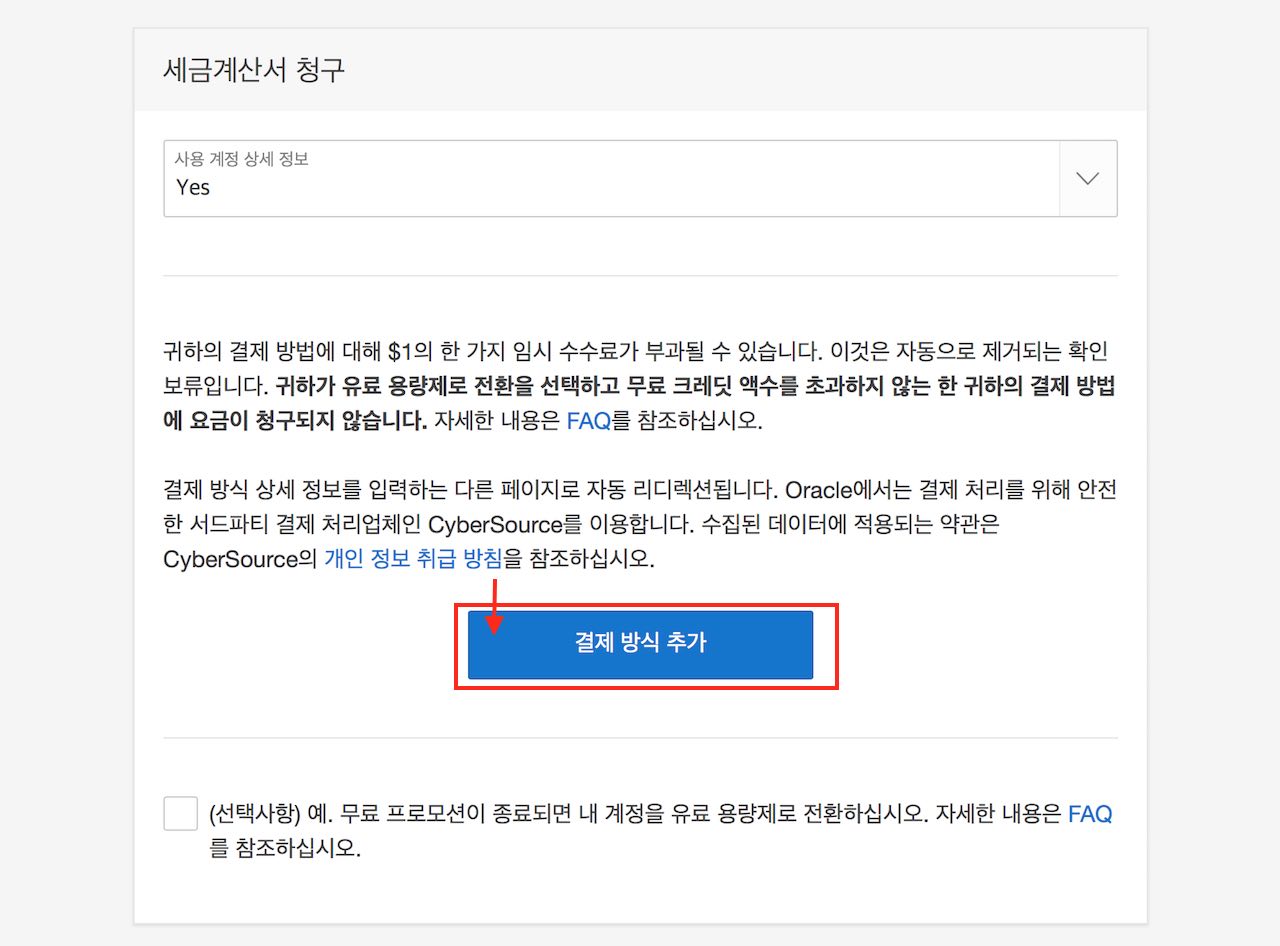 세금계산서 청구
사용 계정 상세 정보
Yes
귀하의 결제 방법에 대해 $1의 한 가지 임시 수수료가 부과될 수 있습니다. 이것은 자동으로 제거되는 확인
보류입니다. 귀하가 유료 용량제로 전환을 선택하고 무료 크레딧 액수를 초과하지 않는 한 귀하의 결제 방법
에 요금이 청구되지 않습니다. 자세한 내용은 FAQ를 참조하십시오.
결제 방식 상세 정보를 입력하는 다른 페이지로 자동 리디렉션됩니다. Oracle에서는 결제 처리를 위해 안전
한 서드파티 결제 처리업체인 CyberSource를 이용합니다. 수집된 데이터에 적용되는 약관은
CyberSource의 개인 정보 취급 방침을 참조하십시오.
결제 방식 추가
(선택사항) 예. 무료 프로모션이 종료되면 내 계정을 유료 용량제로 전환하십시오. 자세한 내용은 FAQ
를 참조하십시오.